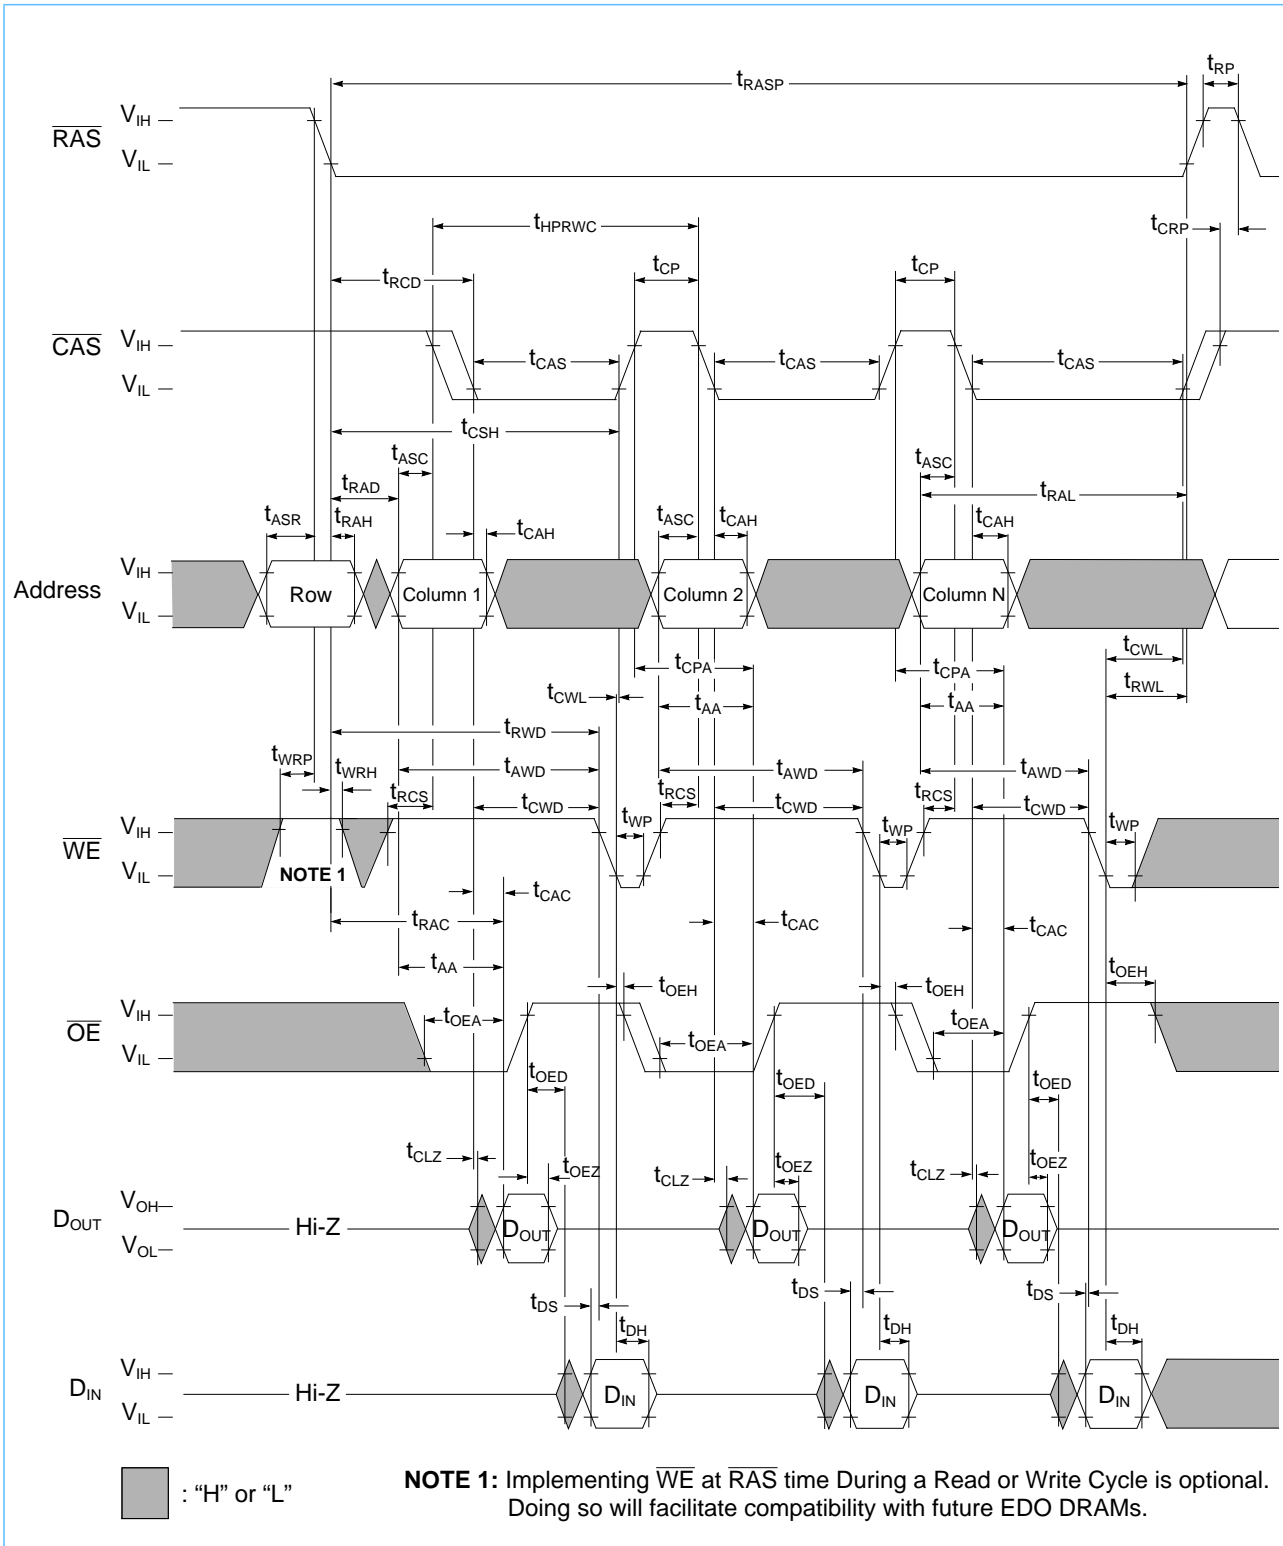 tRASP
tRP
RAS
VIH
VIL
tHPRWC
tCRP
tRCD
tCP
tCP
CAS
VIH
VIL
tCAS
tCAS
tCAS
tCSH
tASC
tASC
tRAD
tRAL
tASR
tRAH
tCAH
tASC
tCAH
tCAH
Address
VIH
VIL
Row
Column 1
Column 2
Column N
tCPA
tCPA
tCWL
tCWL
tAA
tAA
tRWL
tRWD
tWRP
tWRH
tAWD
tAWD
tAWD
tRCS
tCWD
tRCS
tCWD
tRCS
tCWD
tWP
tWP
tWP
WE
VIH
VIL
NOTE 1
tCAC
tRAC
tCAC
tCAC
tAA
tOEH
tOEH
tOEH
OE
VIH
VIL
tOEA
tOEA
tOEA
tOED
tOED
tOED
tCLZ
tOEZ
tCLZ
tOEZ
tCLZ
tOEZ
DOUT
VOH
VOL
Hi-Z
DOUT
DOUT
DOUT
tDS
tDS
tDS
tDH
tDH
tDH
DIN
VIH
VIL
Hi-Z
DIN
DIN
DIN
: “H” or “L”
NOTE 1: Implementing WE at RAS time During a Read or Write Cycle is optional.
Doing so will facilitate compatibility with future EDO DRAMs.